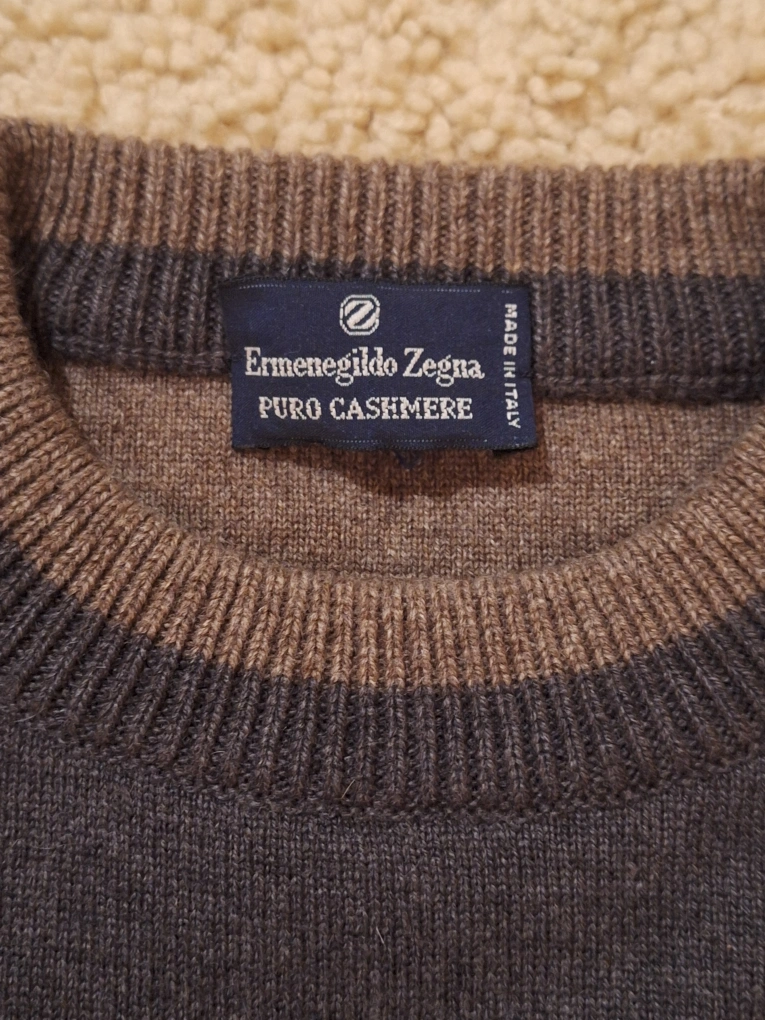 Ermenegildo Zegna
PURO CASHMERE
MADE IN ITALY